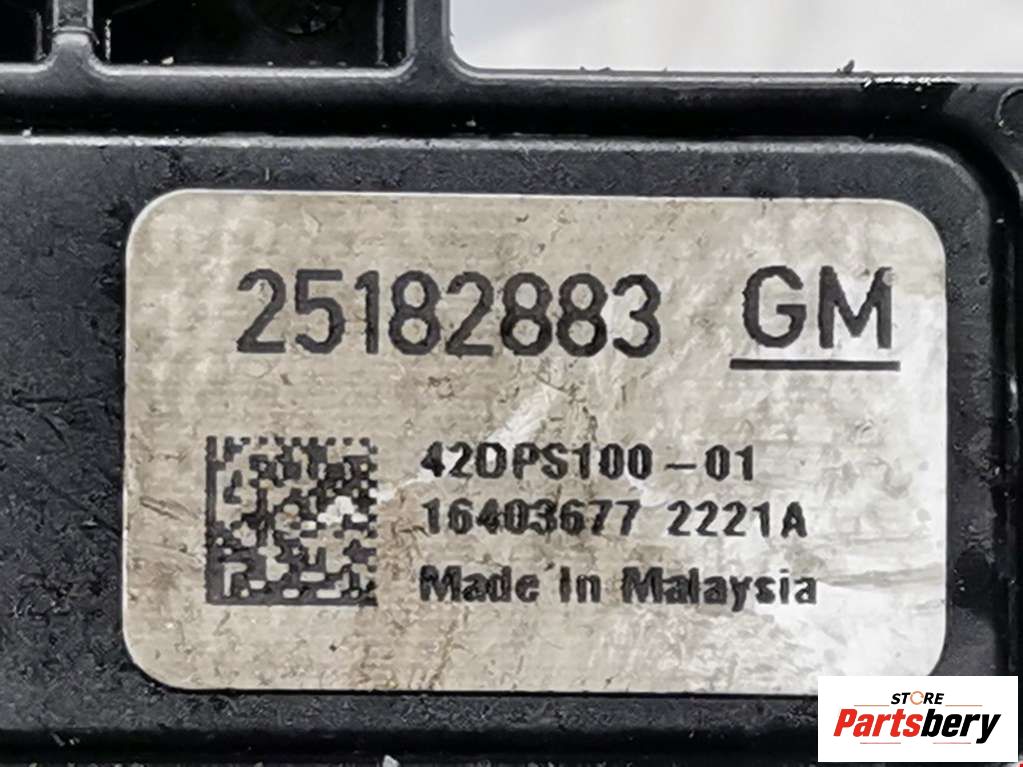 25182883 GM
42DPS100-01
16403677 2221A
Made In Malaysia
STORE
Partsbery